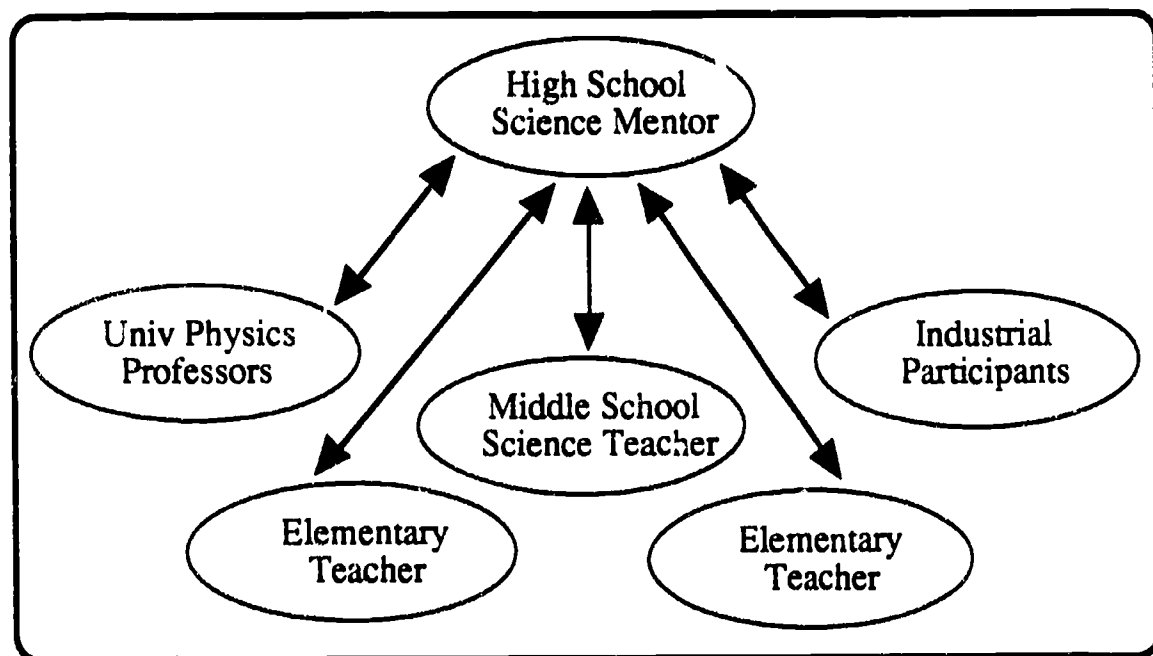 High School
Science Mentor
Univ Physics
Professors
Industrial
Participants
Middle School
Science Teacher
Elementary
Teacher
Elementary
Teacher